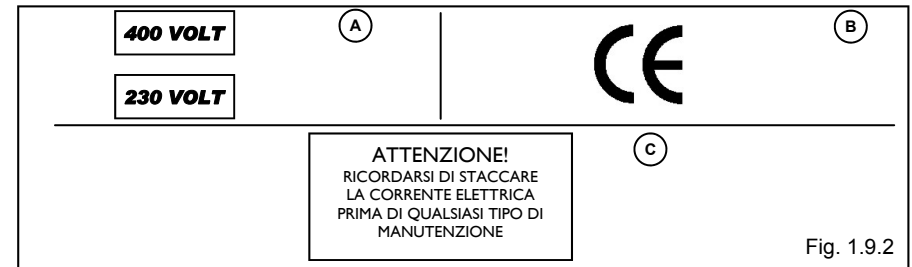 400 VOLT
A
230 VOLT
CE
B
C
ATTENZIONE!
RICORDARSI DI STACCARE
LA CORRENTE ELETTRICA
PRIMA DI QUALSIASI TIPO DI
MANUTENZIONE
Fig. 1.9.2